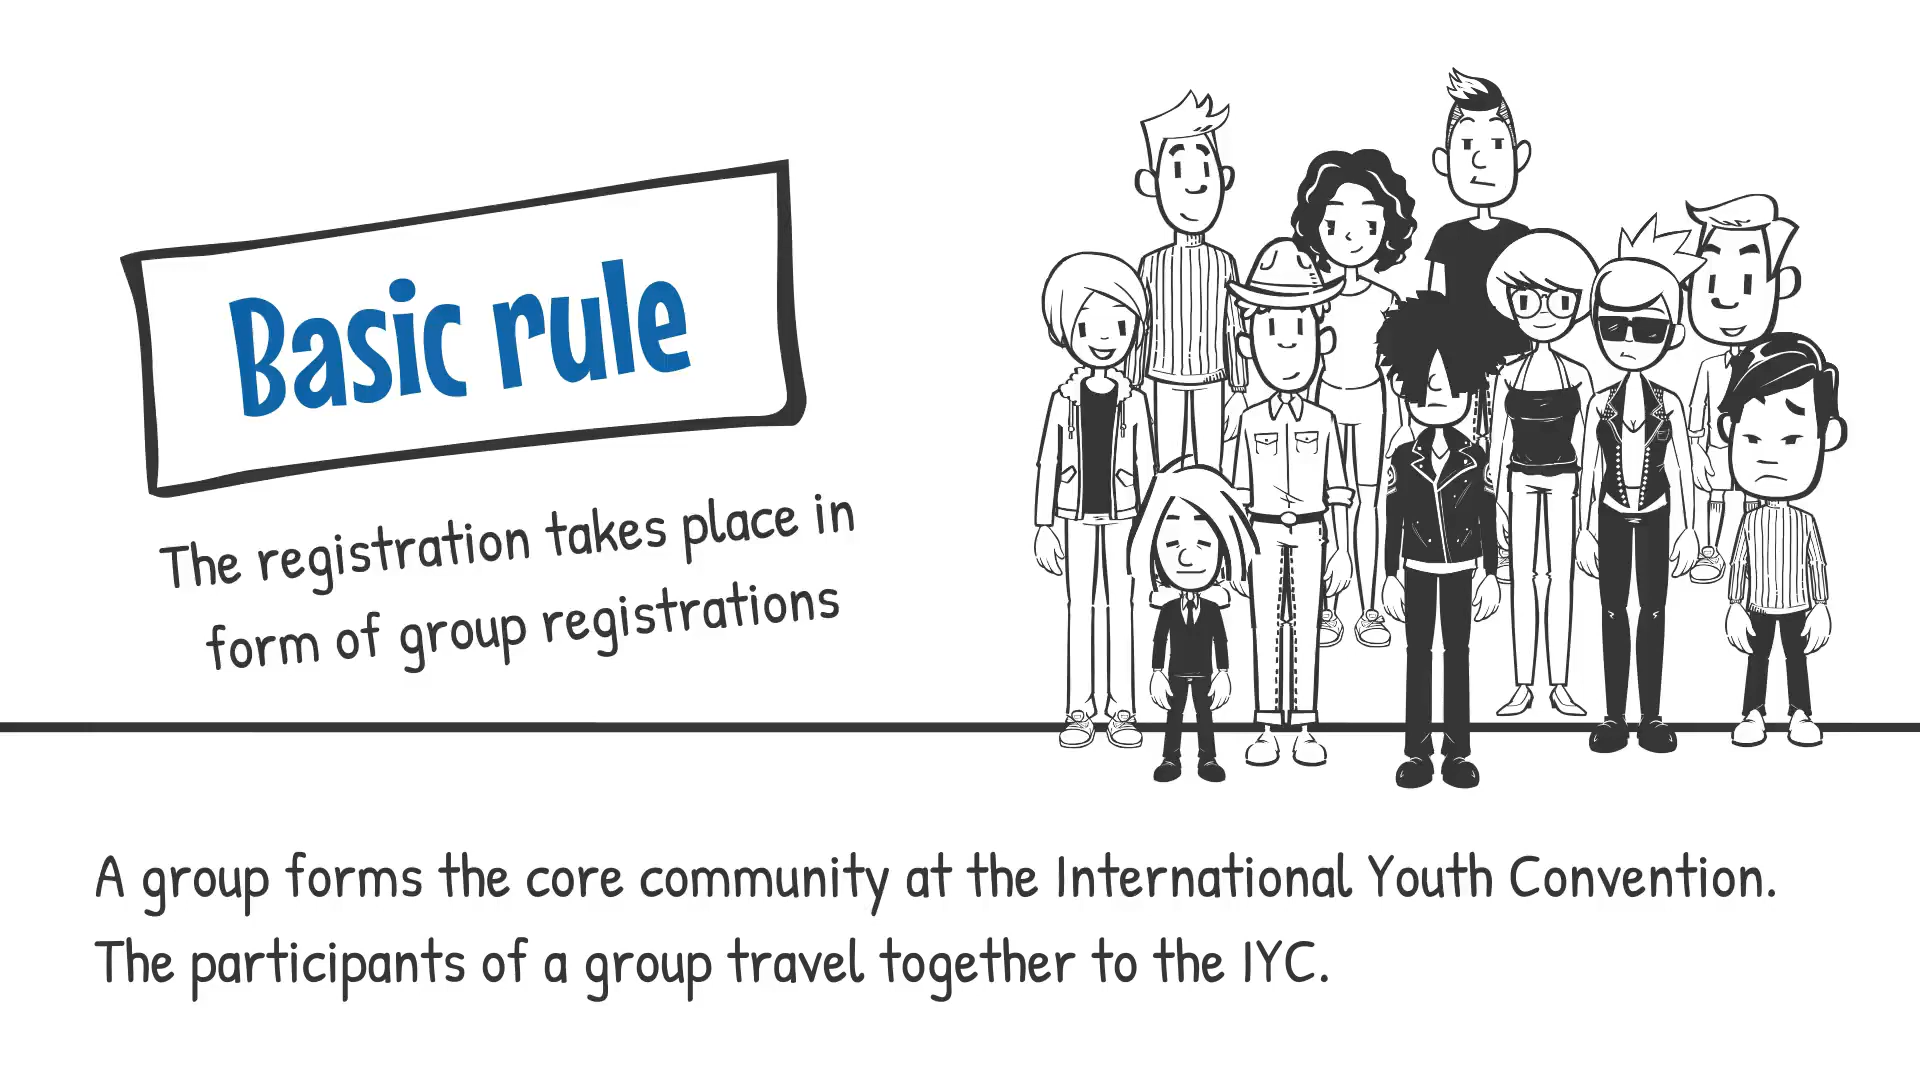 Basic rule
The registration takes place in
form of group registrations
A group forms the core community at the International Youth Convention.
The participants of a group travel together to the IYC.